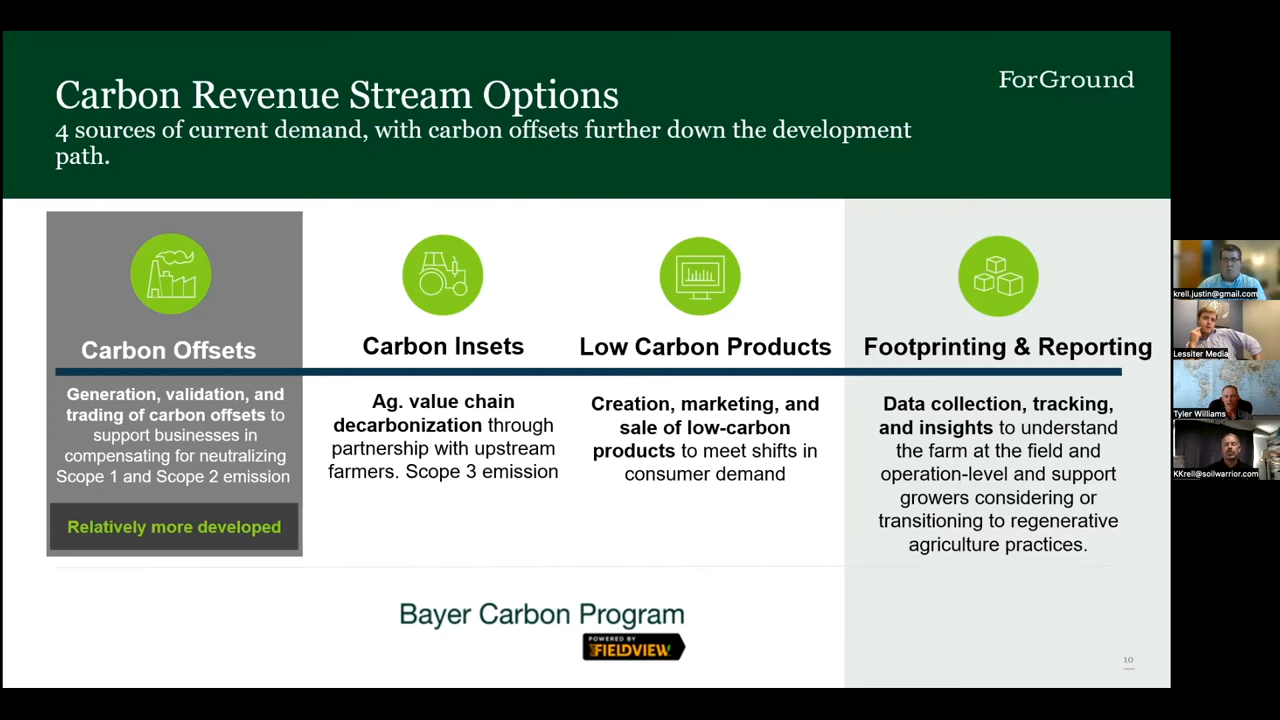 Carbon Revenue Stream Options
ForGround
4 sources of current demand, with carbon offsets further down the development
path.
Carbon Offsets
Generation, validation, and
trading of carbon offsets to
support businesses in
compensating for neutralizing
Scope 1 and Scope 2 emission
Relatively more developed
Carbon Insets
Ag. value chain
decarbonization through
partnership with upstream
farmers. Scope 3 emission
Low Carbon Products
Creation, marketing, and
sale of low-carbon
products to meet shifts in
consumer demand
Footprinting & Reporting
Data collection, tracking,
and insights to understand
the farm at the field and
operation-level and support
growers considering or
transitioning to regenerative
agriculture practices.
Bayer Carbon Program
POWERED BY
FIELDVIEW
10
krell.justin@gmail.com
Lessiter Media
Tyler Williams
KKrell@soilwarrior.com